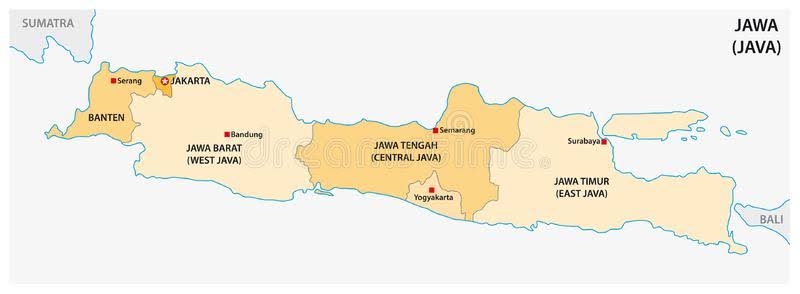 SUMATRA
JAWA
(JAVA)
Serang
JAKARTA
BANTEN
Bandung
JAWA BARAT
(WEST JAVA)
Semarang
JAWA TENGAH
(CENTRAL JAVA)
Yogyakarta
Surabaya
JAWA TIMUR
(EAST JAVA)
BALI
dreamstime